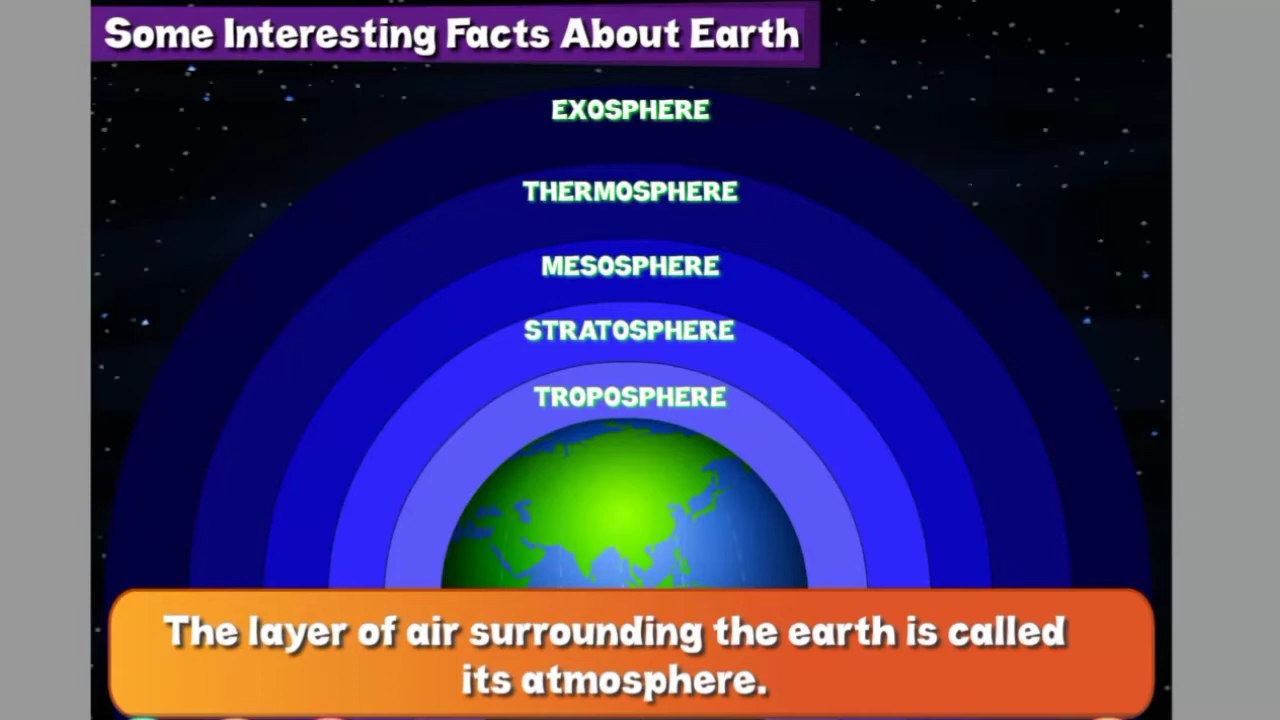 Some Interesting Facts About Earth
EXOSPHERE
THERMOSPHERE
MESOSPHERE
STRATOSPHERE
TROPOSPHERE
The layer of air surrounding the earth is called
its atmosphere.